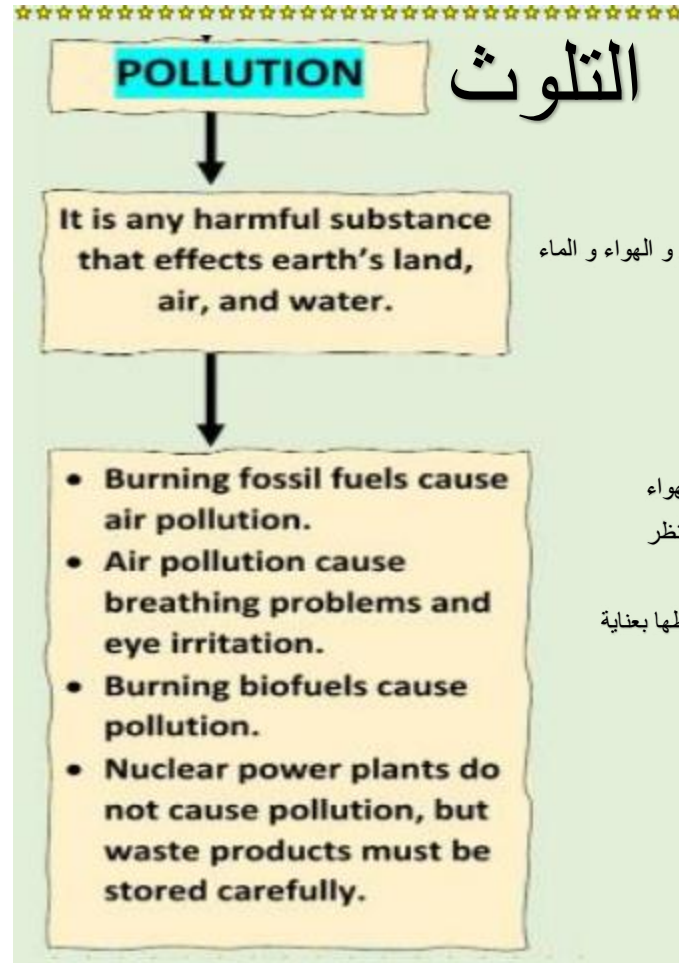 POLLUTION
التلوث
It is any harmful substance
that effects earth's land,
air, and water.
و الهواء و الماء
• Burning fossil fuels cause
air pollution.
• Air pollution cause
breathing problems and
eye irritation.
• Burning biofuels cause
pollution.
• Nuclear power plants do
not cause pollution, but
waste products must be
stored carefully.
بعناية